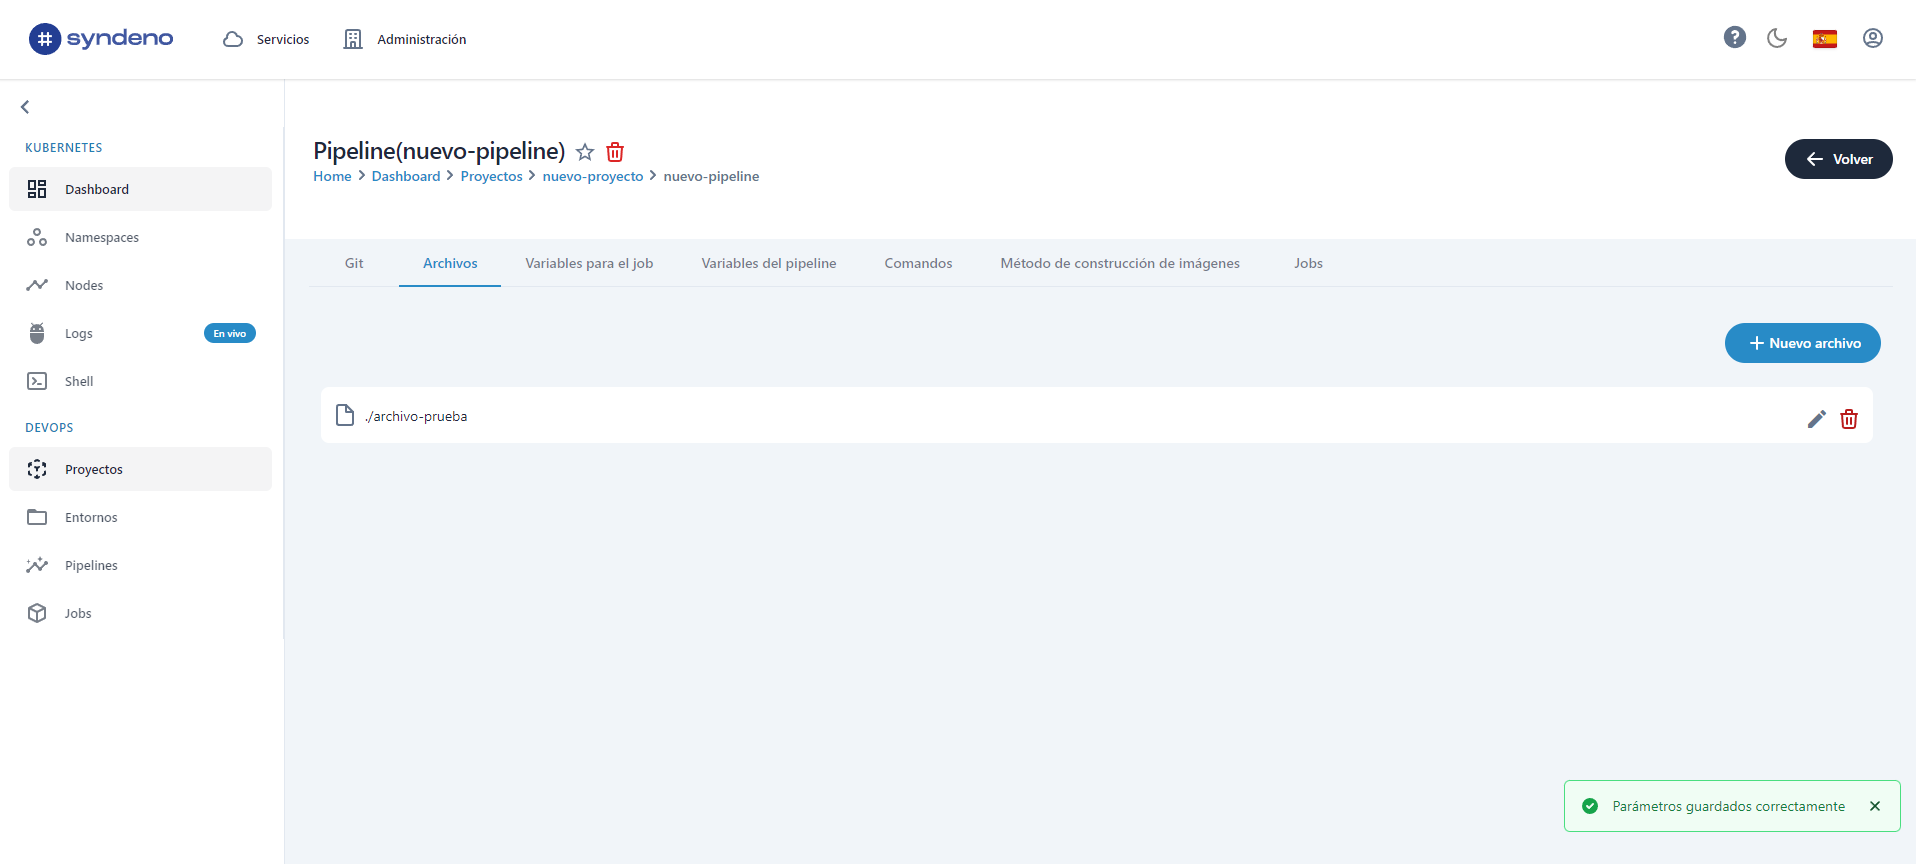 # syndeno
Servicios
Administración
?
KUBERNETES
Dashboard
Namespaces
Nodes
Logs
En vivo
Shell
DEVOPS
Proyectos
Entornos
Pipelines
Jobs
Pipeline(nuevo-pipeline)
Home > Dashboard > Proyectos > nuevo-proyecto > nuevo-pipeline
Volver
Git Archivos Variables para el job Variables del pipeline Comandos Método de construcción de imágenes Jobs
+ Nuevo archivo
./archivo-prueba
Parámetros guardados correctamente